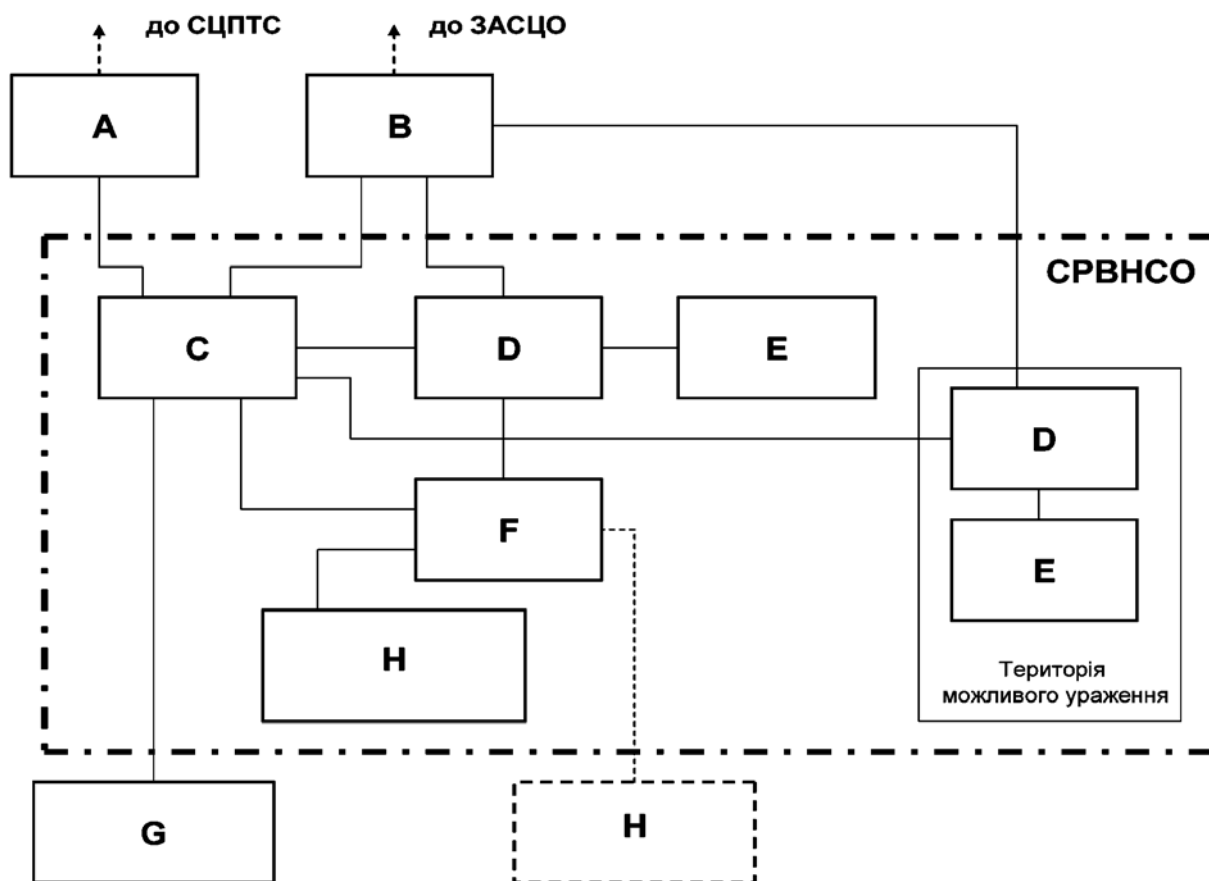 до СЦПТС
до ЗАСЦО
A
B
СРВНСО
C
D
E
D
F
E
H
Територія
можливого ураження
G
H